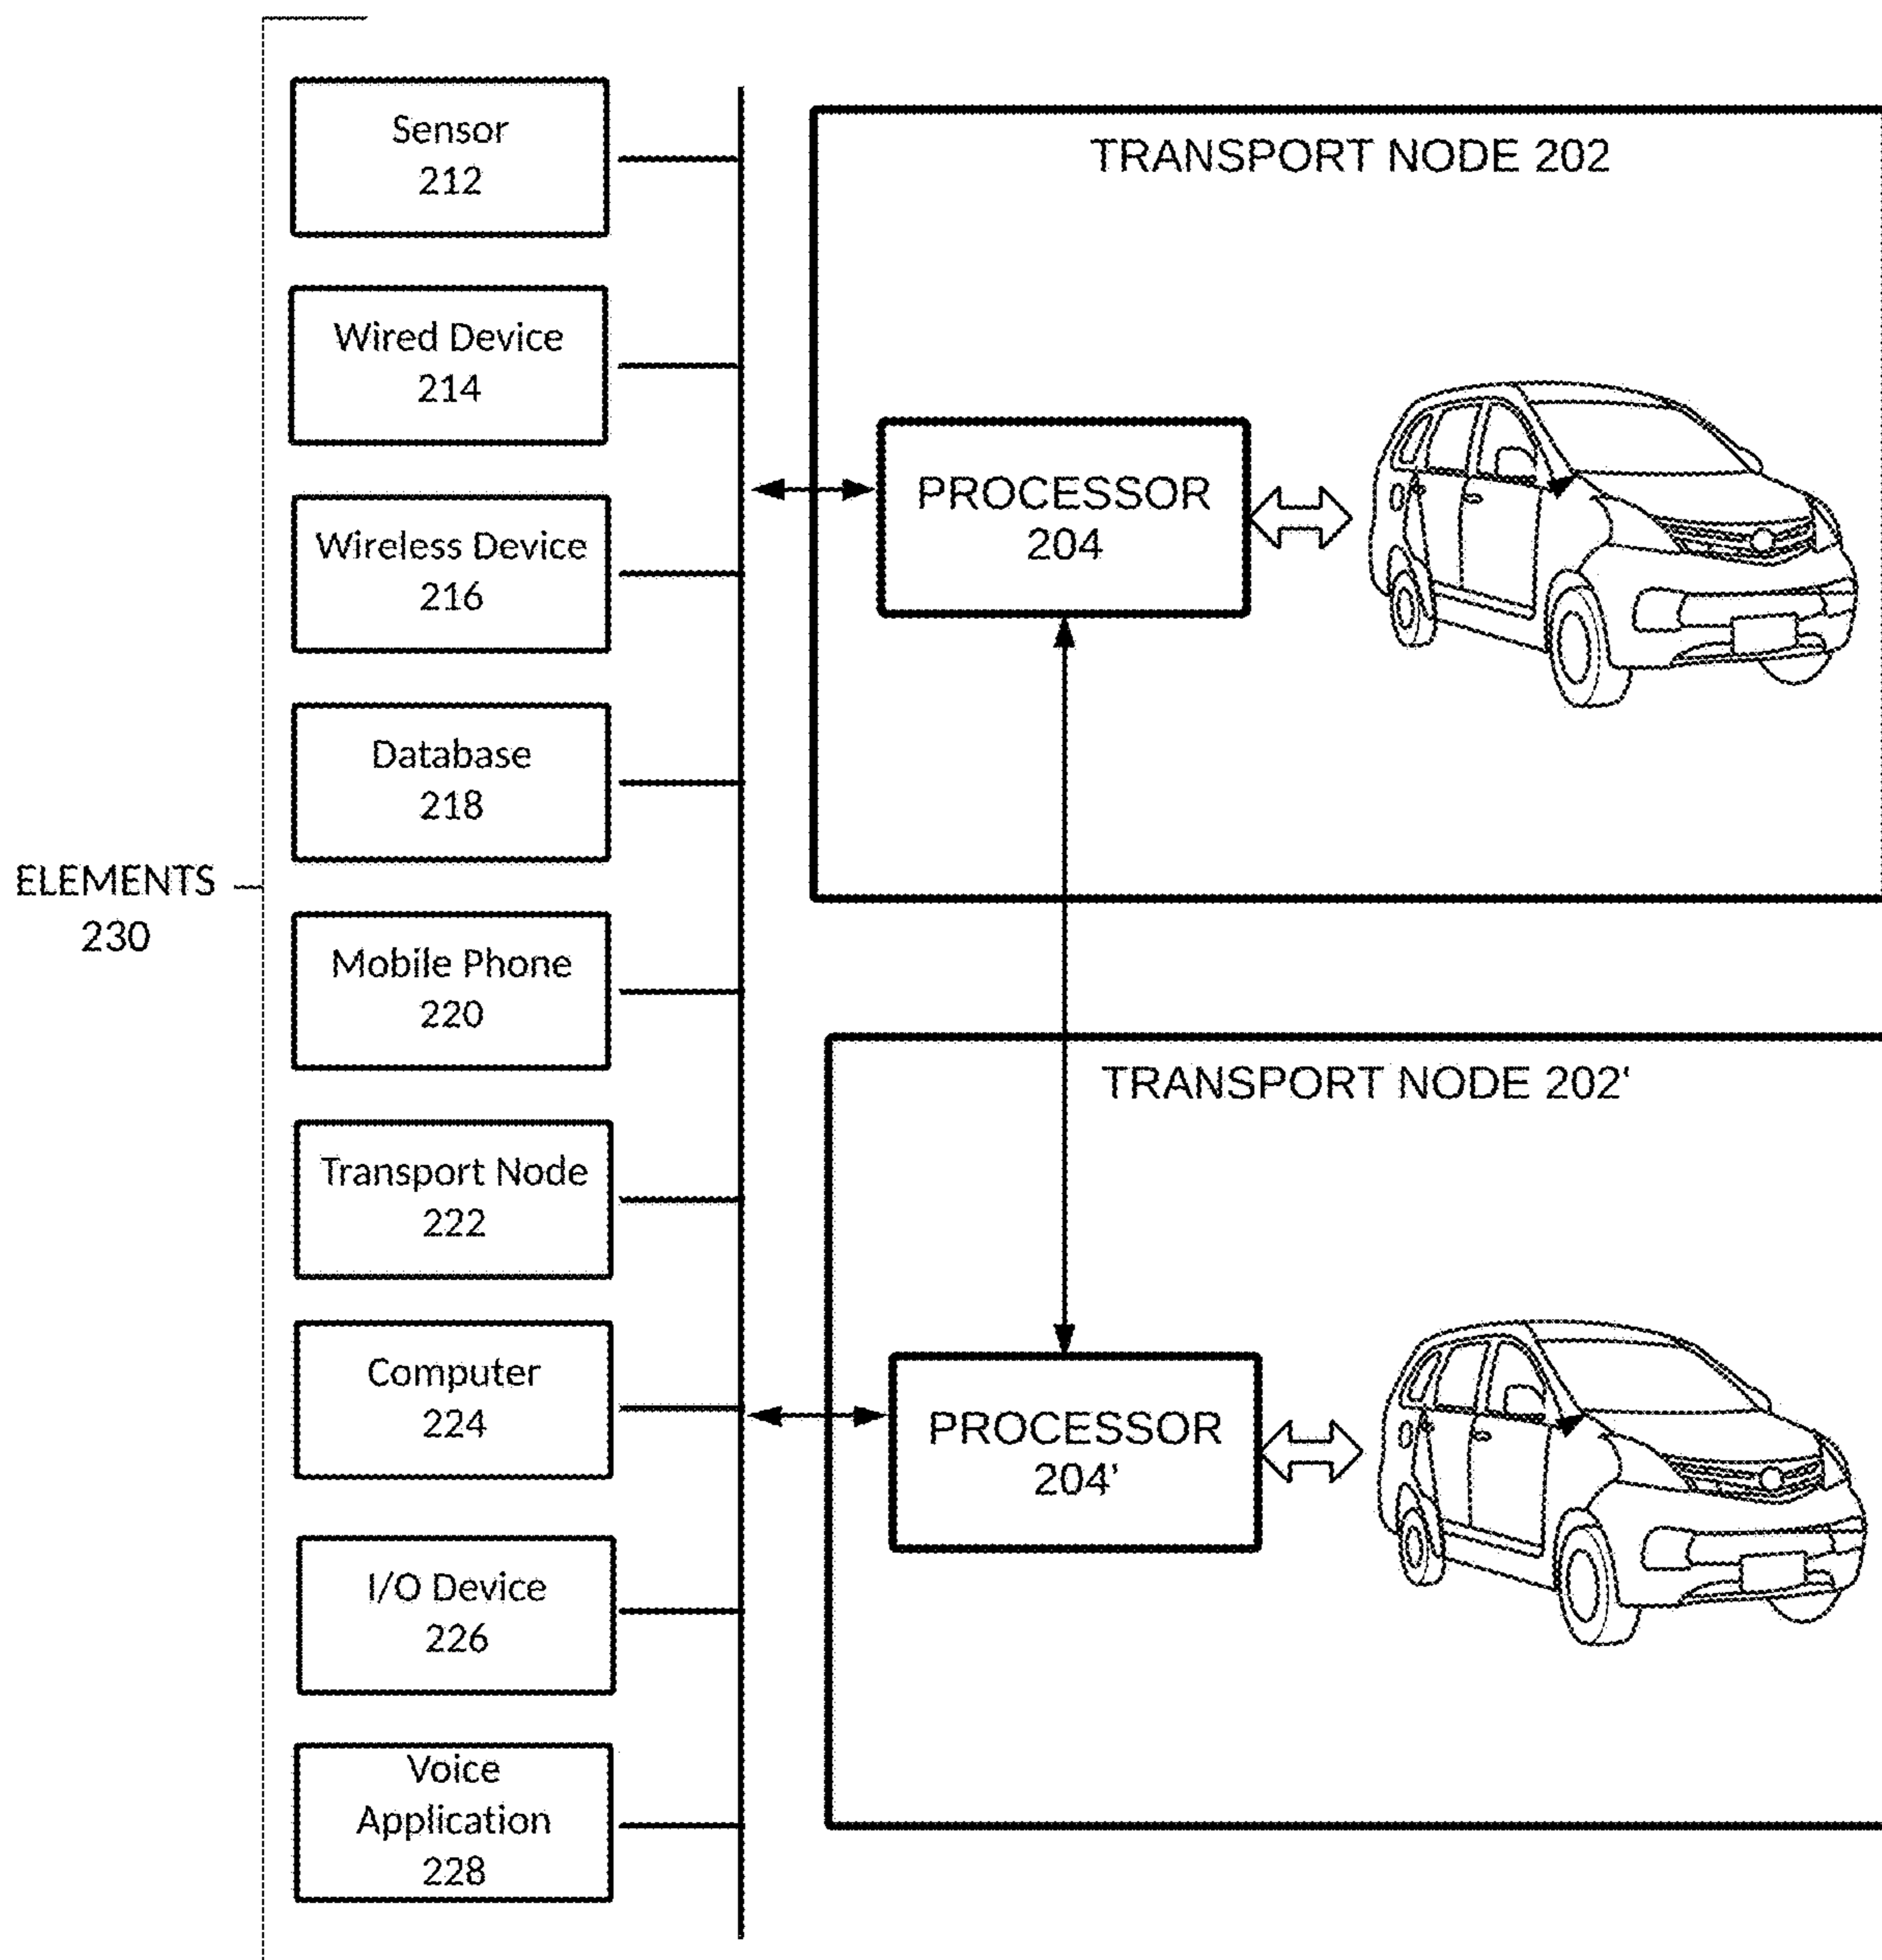 ELEMENTS
230
Sensor
212
Wired Device
214
Wireless Device
216
Database
218
Mobile Phone
220
Transport Node
222
Computer
224
I/O Device
226
Voice
Application
228
TRANSPORT NODE 202
PROCESSOR
204
TRANSPORT NODE 202‘
PROCESSOR
204’